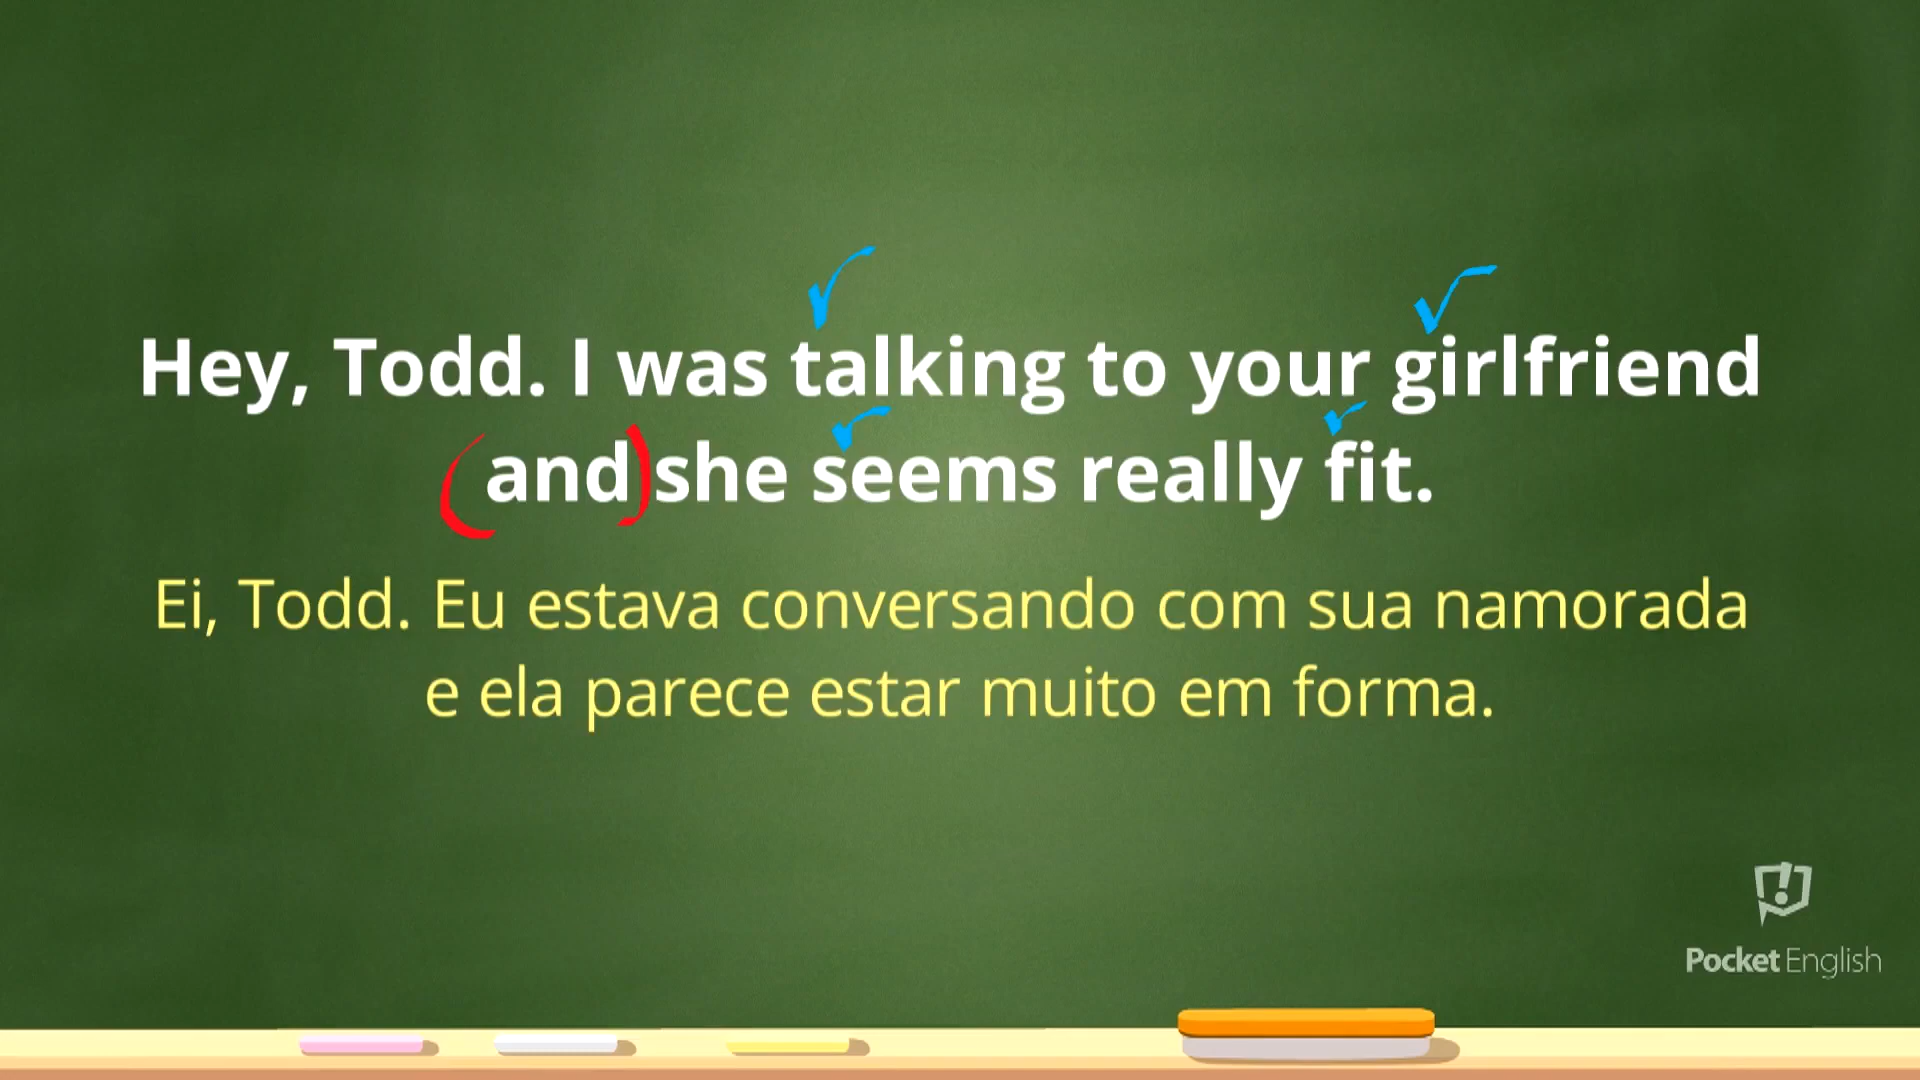 Hey, Todd. I was talking to your girlfriend
and she seems really fit.
Ei, Todd. Eu estava conversando com sua namorada
e ela parece estar muito em forma.
Pocket English